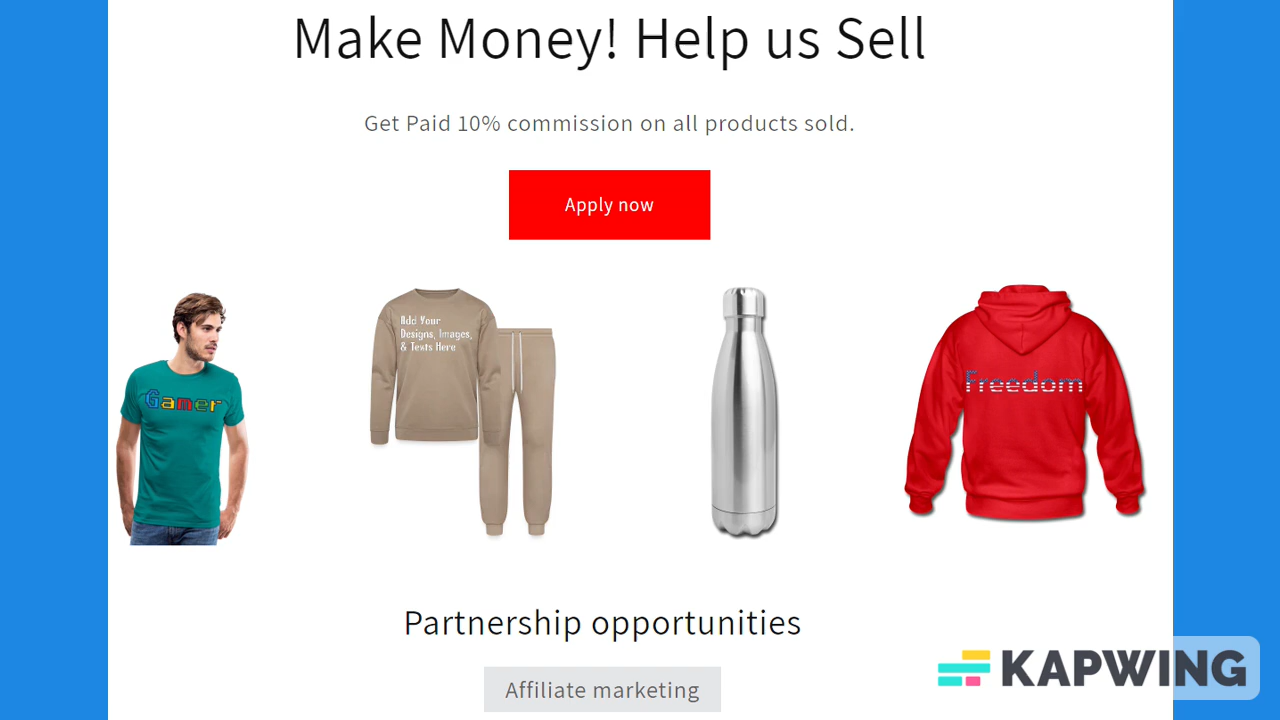 Make Money! Help us Sell
Get Paid 10% commission on all products sold.
Apply now
Gamer
Add Your
Designs, Images,
& Texts Here
Freedom
Partnership opportunities
Affiliate marketing
KAPWING